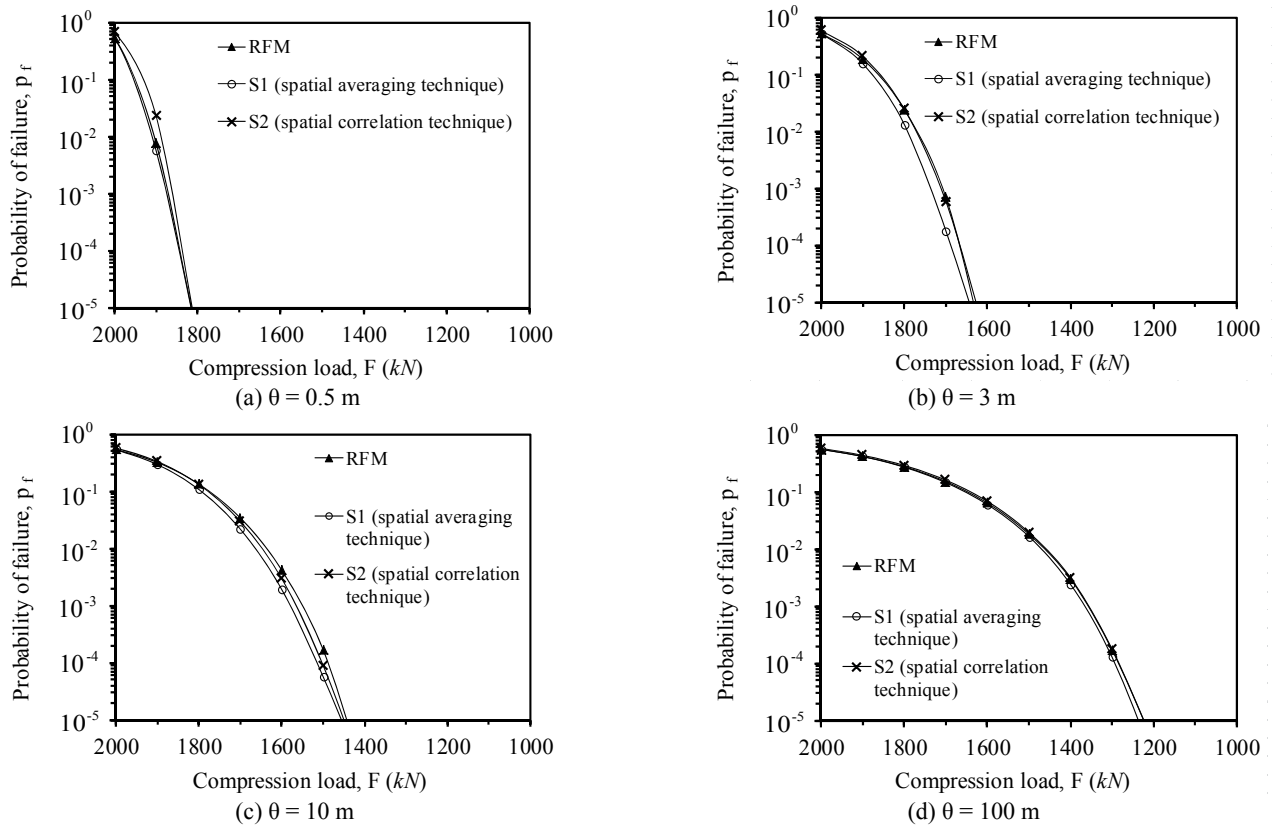 Probability of failure, p f
10^0
10^-1
10^-2
10^-3
10^-4
10^-5
RFM
S1 (spatial averaging technique)
S2 (spatial correlation technique)
2000 1800 1600 1400 1200 1000
Compression load, F (kN)
(a) θ = 0.5 m
Probability of failure, p f
10^0
10^-1
10^-2
10^-3
10^-4
10^-5
RFM
S1 (spatial averaging technique)
S2 (spatial correlation technique)
2000 1800 1600 1400 1200 1000
Compression load, F (kN)
(b) θ = 3 m
Probability of failure, p f
10^0
10^-1
10^-2
10^-3
10^-4
10^-5
RFM
S1 (spatial averaging
technique)
S2 (spatial correlation
technique)
2000 1800 1600 1400 1200 1000
Compression load, F (kN)
(c) θ = 10 m
Probability of failure, p f
10^0
10^-1
10^-2
10^-3
10^-4
10^-5
RFM
S1 (spatial averaging
technique)
S2 (spatial correlation
technique)
2000 1800 1600 1400 1200 1000
Compression load, F (kN)
(d) θ = 100 m